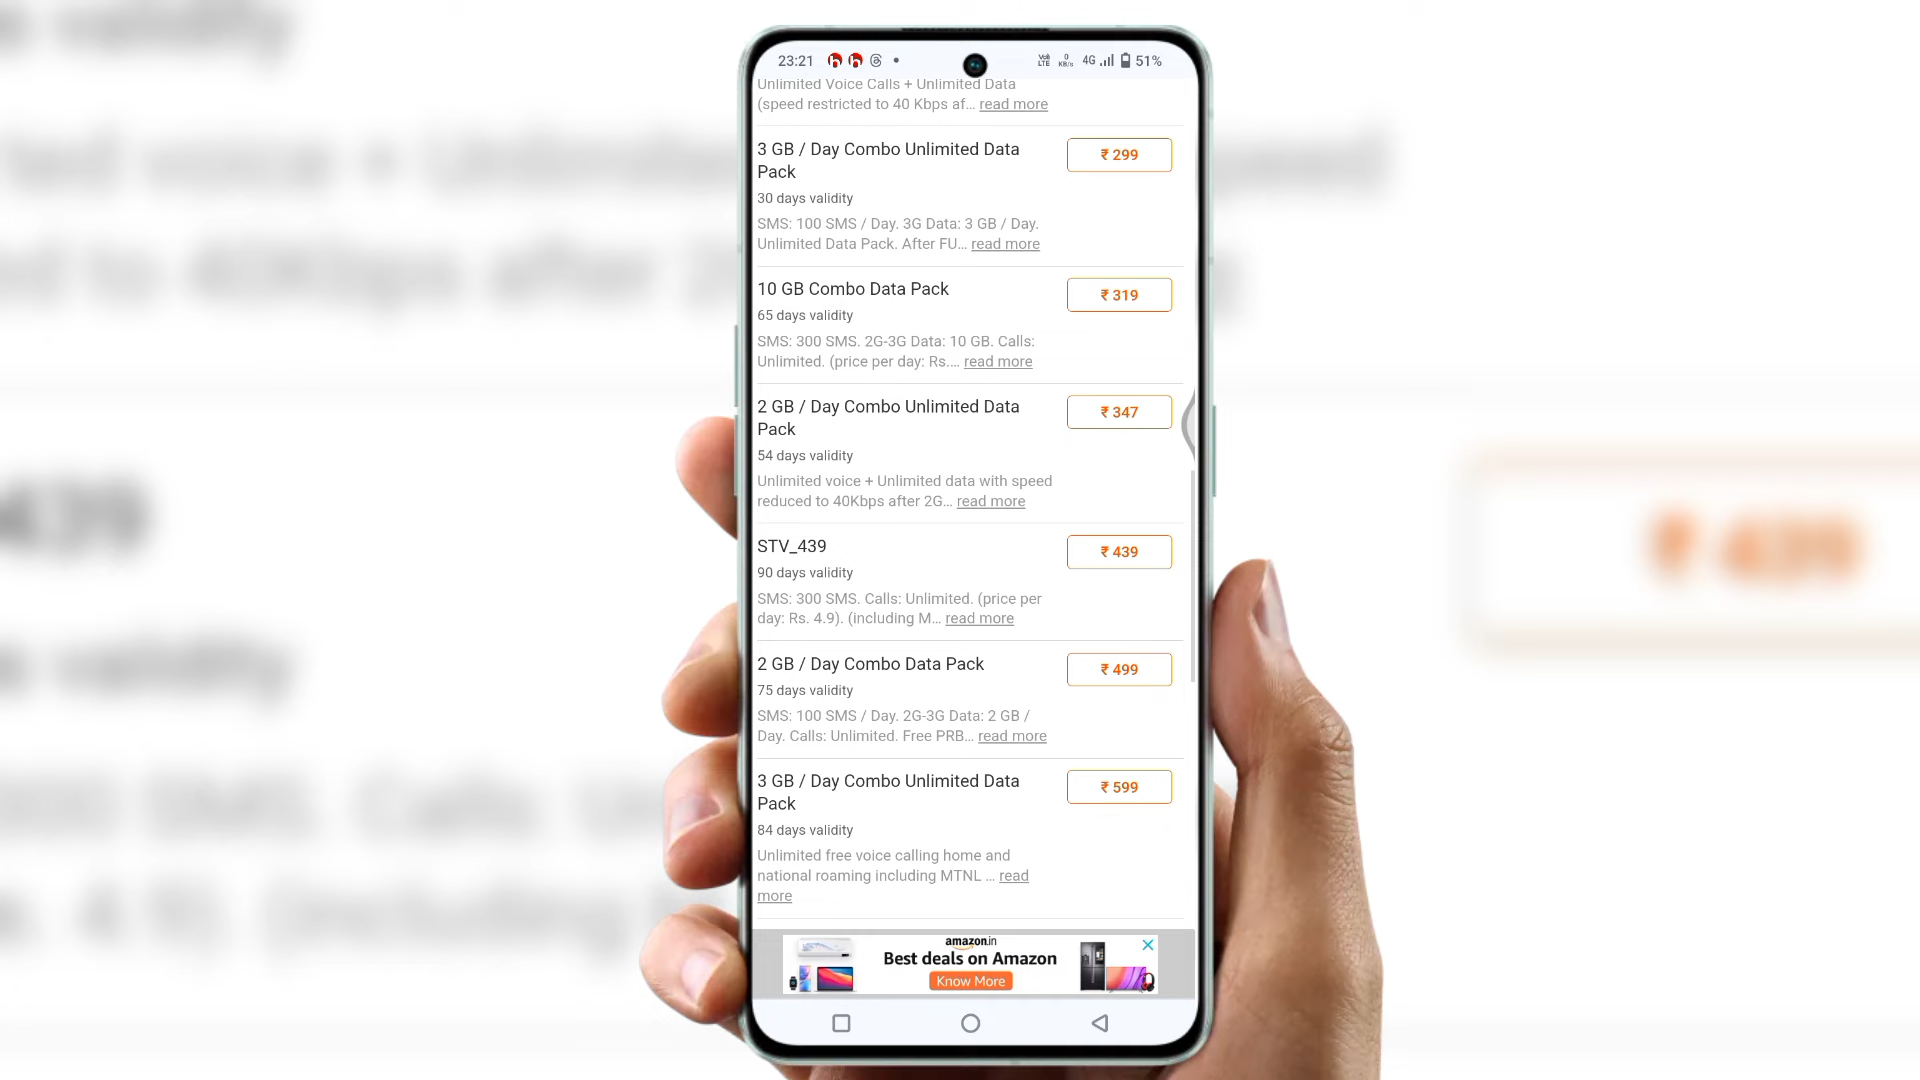 23:21
4G
51%
Unlimited Voice Calls + Unlimited Data
(speed restricted to 40 Kbps af... read more
3 GB / Day Combo Unlimited Data
Pack
₹ 299
30 days validity
SMS: 100 SMS / Day. 3G Data: 3 GB / Day.
Unlimited Data Pack. After FU... read more
10 GB Combo Data Pack
₹ 319
65 days validity
SMS: 300 SMS. 2G-3G Data: 10 GB. Calls:
Unlimited. (price per day: Rs.... read more
2 GB / Day Combo Unlimited Data
Pack
₹ 347
54 days validity
Unlimited voice + Unlimited data with speed
reduced to 40Kbps after 2G... read more
STV_439
₹ 439
90 days validity
SMS: 300 SMS. Calls: Unlimited. (price per
day: Rs. 4.9). (including M... read more
2 GB / Day Combo Data Pack
₹ 499
75 days validity
SMS: 100 SMS / Day. 2G-3G Data: 2 GB /
Day. Calls: Unlimited. Free PRB... read more
3 GB / Day Combo Unlimited Data
Pack
₹ 599
84 days validity
Unlimited free voice calling home and
national roaming including MTNL ... read
more
amazon.in
Best deals on Amazon
Know More